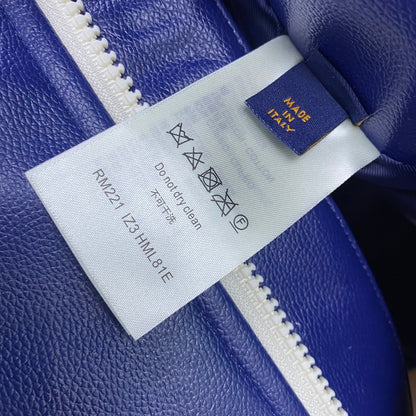 MADE
IN
ITALY
Do not dry clean
不可干洗
RM221 IZ3 HML81E